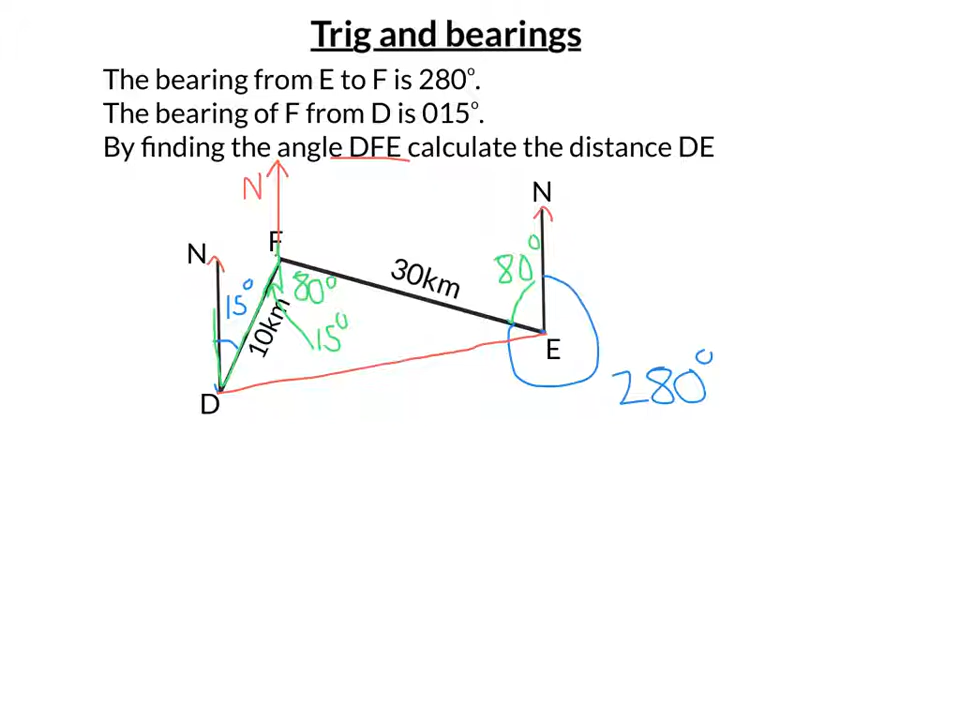 Trig and bearings
The bearing from E to F is 280°.
The bearing of F from D is 015°.
By finding the angle DFE calculate the distance DE
N
N
F
N
80°
30km
15°
80°
10km
15°
E
280°
D